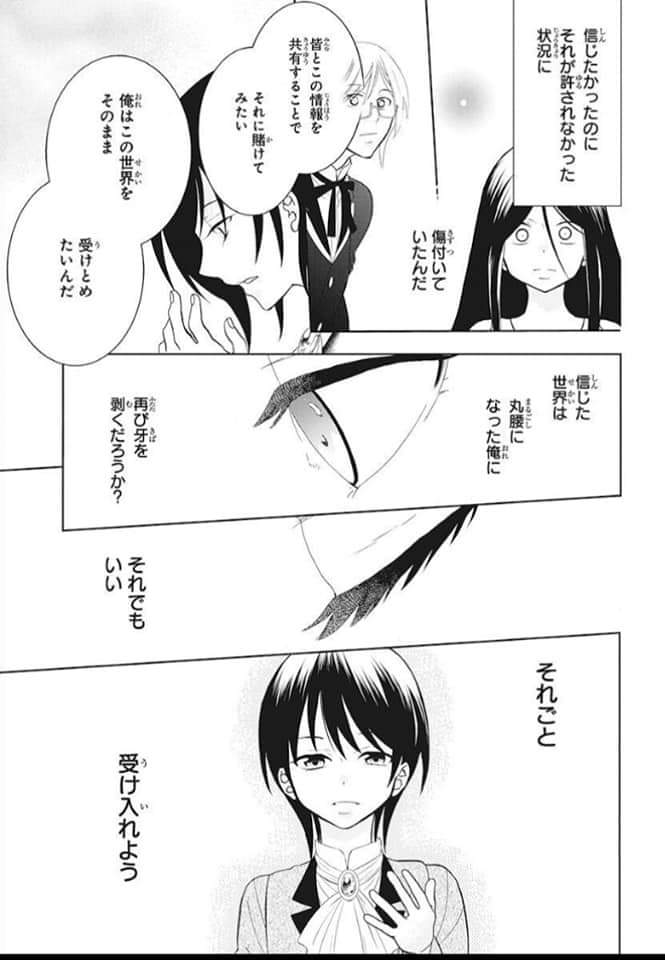 信じたかったのに
それが許されなかった
状況に
傷付いて
いたんだ
皆とこの情報を
共有することで
それに賭けて
みたい
俺はこの世界を
そのまま
受けとめ
たいんだ
信じた
世界は
丸腰に
なった俺に
再び牙を
剥くだろうか?
それでも
いい
それごと
受け入れよう